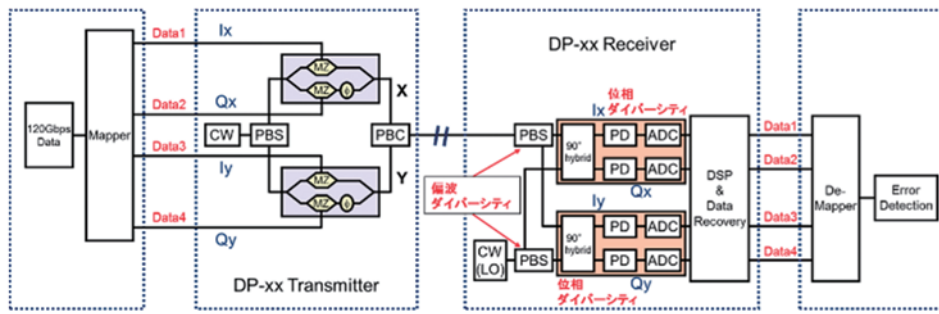 120Gbps
Data
Mapper
Data1
Data2
Data3
Data4
Ix
Qx
Iy
Qy
CW
PBS
MZ
MZ
ϕ
MZ
MZ
ϕ
X
Y
PBC
DP-xx Transmitter
DP-xx Receiver
PBS
偏波
ダイバーシティ
CW
(LO)
PBS
位相
ダイバーシティ
Ix
90°
hybrid
PD
ADC
PD
ADC
Qx
Iy
90°
hybrid
PD
ADC
PD
ADC
Qy
位相
ダイバーシティ
DSP
&
Data
Recovery
Data1
Data2
Data3
Data4
De-
Mapper
Error
Detection